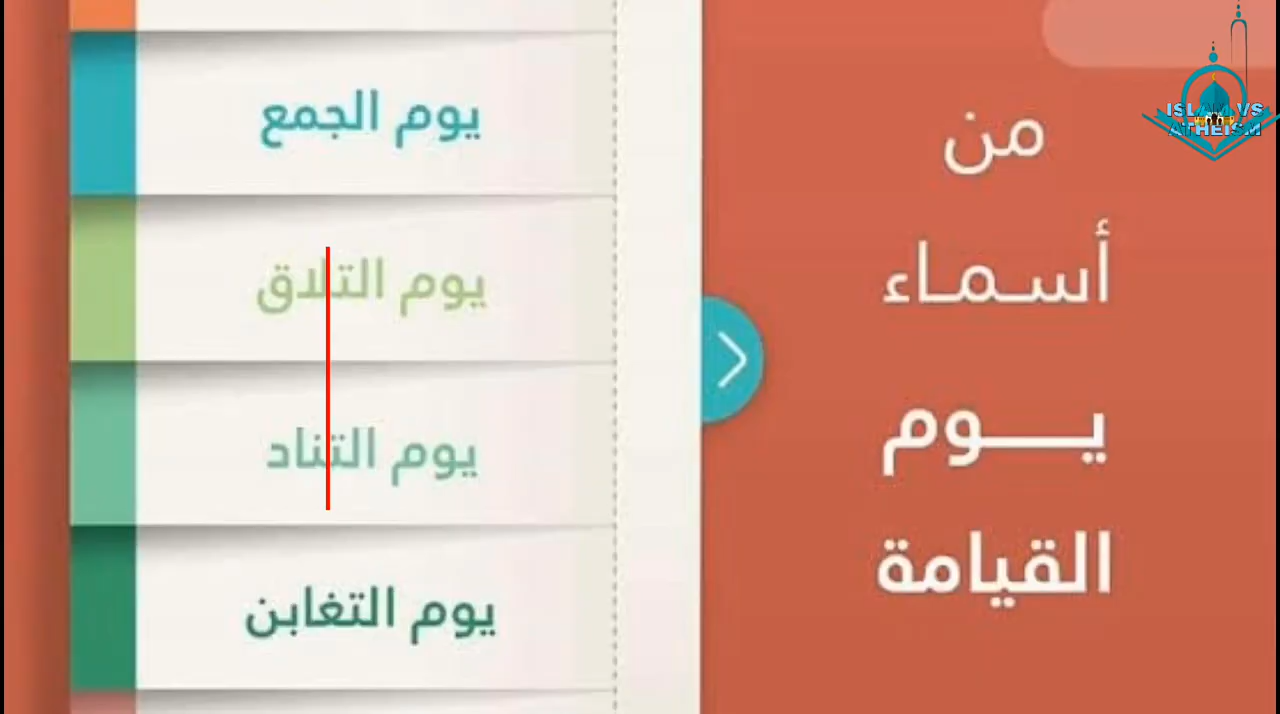 من
أسماء
يوم
القيامة
يوم الجمع
يوم التلاق
يوم التناد
يوم التغابن
ISLAM VS
ATHEISM